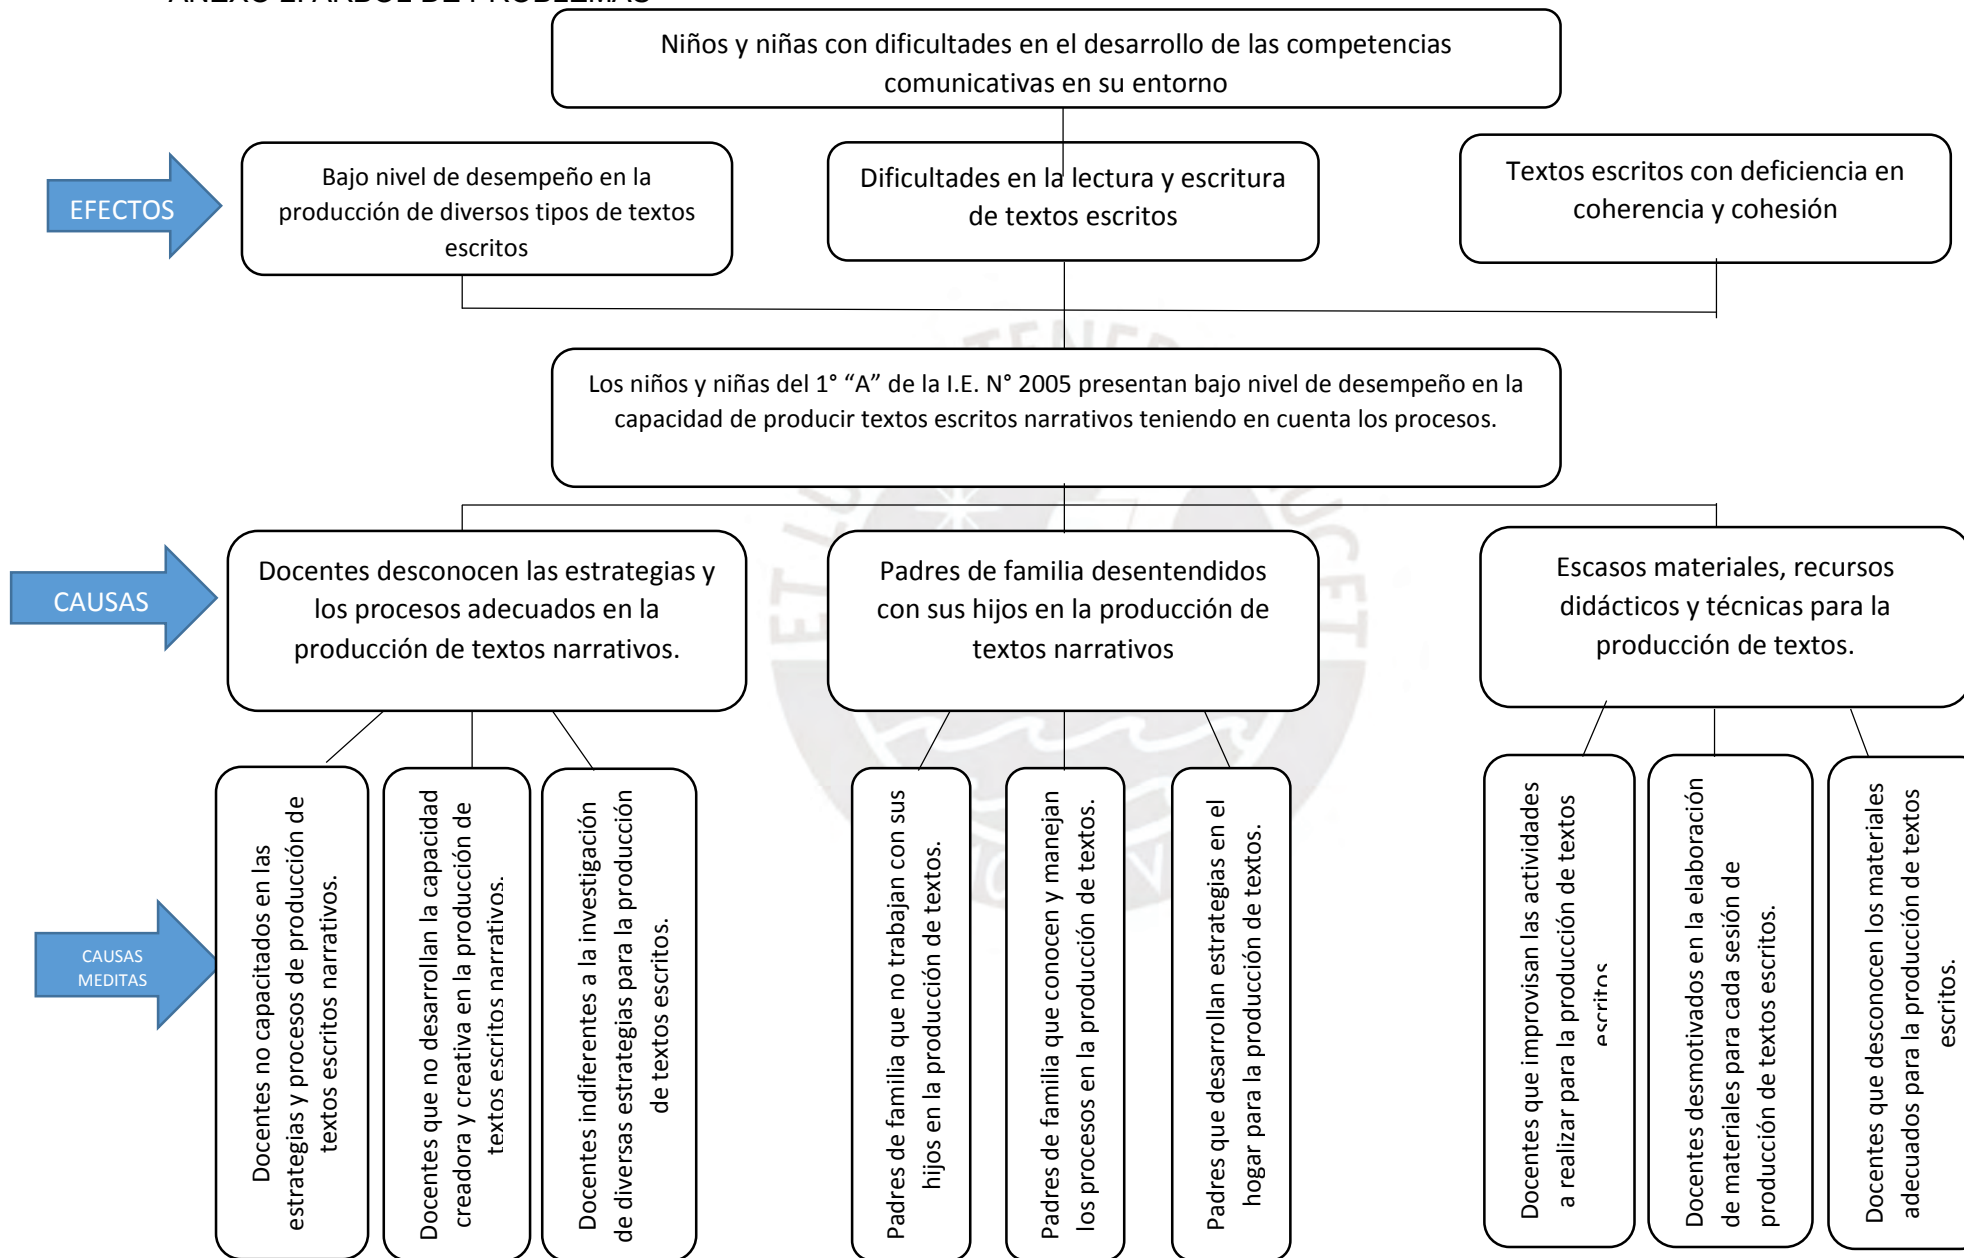 ANEXO 2: ÁRBOL DE PROBLEMAS
Niños y niñas con dificultades en el desarrollo de las competencias
comunicativas en su entorno
EFECTOS
Bajo nivel de desempeño en la
producción de diversos tipos de textos
escritos
Dificultades en la lectura y escritura
de textos escritos
Textos escritos con deficiencia en
coherencia y cohesión
Los niños y niñas del 1° “A” de la I.E. N° 2005 presentan bajo nivel de desempeño en la
capacidad de producir textos escritos narrativos teniendo en cuenta los procesos.
CAUSAS
Docentes desconocen las estrategias y
los procesos adecuados en la
producción de textos narrativos.
Padres de familia desentendidos
con sus hijos en la producción de
textos narrativos
Escasos materiales, recursos
didácticos y técnicas para la
producción de textos.
CAUSAS
MEDITAS
Docentes no capacitados en las
estrategias y procesos de producción de
textos escritos narrativos.
Docentes que no desarrollan la capacidad
creadora y creativa en la producción de
textos escritos narrativos.
Docentes indiferentes a la investigación
de diversas estrategias para la producción
de textos escritos.
Padres de familia que no trabajan con sus
hijos en la producción de textos.
Padres de familia que conocen y manejan
los procesos en la producción de textos.
Padres que desarrollan estrategias en el
hogar para la producción de textos.
Docentes que improvisan las actividades
a realizar para la producción de textos
escritos
Docentes desmotivados en la elaboración
de materiales para cada sesión de
producción de textos escritos.
Docentes que desconocen los materiales
adecuados para la producción de textos
escritos.